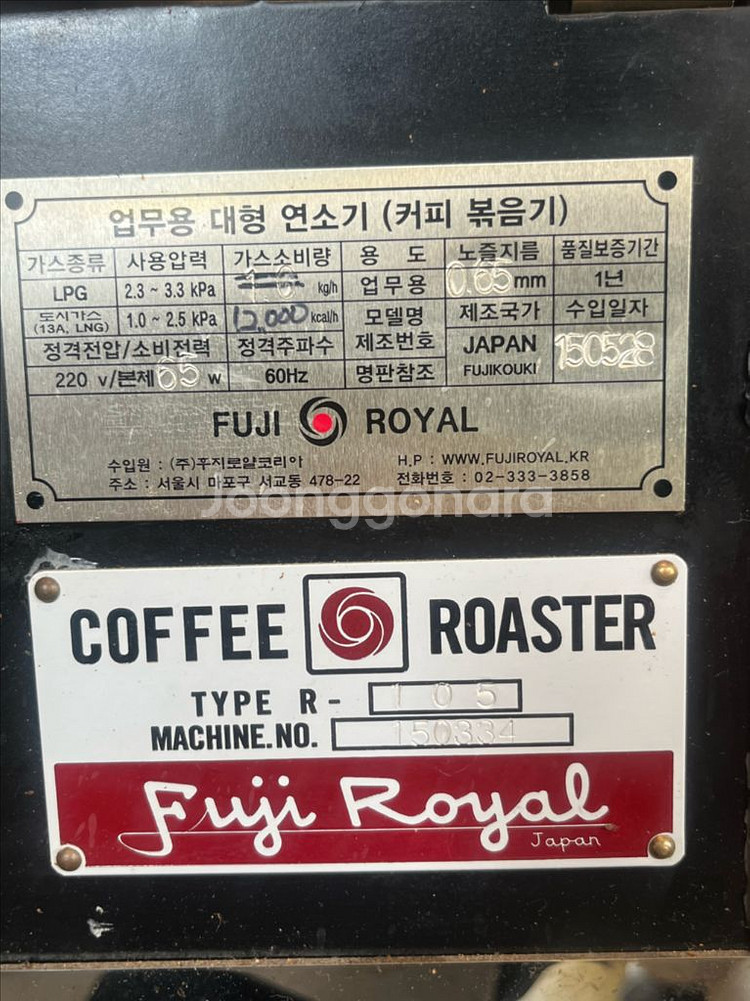 업무용 대형 연소기 (커피 볶음기)
가스종류 사용압력 가스소비량 용 도 노즐지름 품질보증기간
LPG 2.3 ~ 3.3 kPa kg/h 업무용 0.65 mm 1년
도시가스 (13A, LNG) 1.0 ~ 2.5 kPa 12,000 kcal/h 모델명 제조국가 수입일자
정격전압/소비전력 정격주파수 제조번호 JAPAN 150528
220 v/본체 65 w 60Hz 명판참조 FUJIKOUKI
FUJI ROYAL
수입원 : (주)후지로얄코리아 H.P : WWW.FUJIROYAL.KR
주소 : 서울시 마포구 서교동 478-22 전화번호 : 02-333-3858
Joonggonara
COFFEE ROASTER
TYPE R- 105
MACHINE.NO. 150334
Fuji Royal
Japan